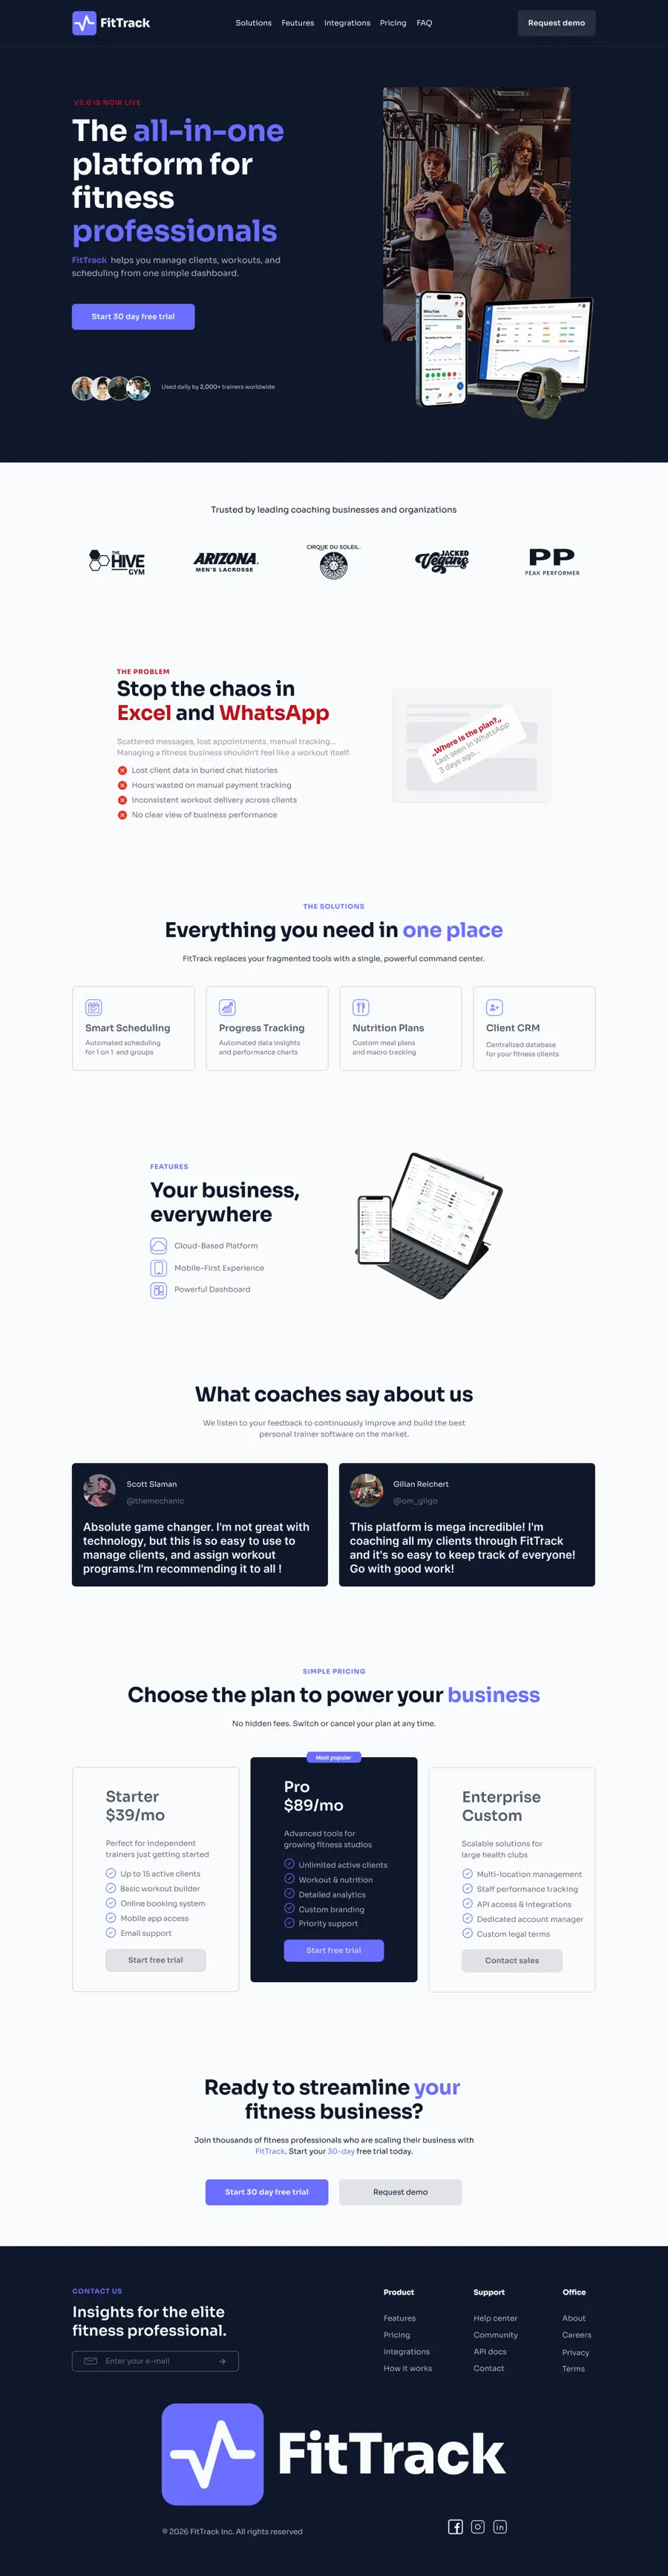 FitTrack
Solutions Feutures Integrations Pricing FAQ
Request demo
V2.0 IS NOW LIVE
The all-in-one
platform for
fitness
professionals
FitTrack helps you manage clients, workouts, and
scheduling from one simple dashboard.
Start 30 day free trial
Used daily by 2,000+ trainers worldwide
Trusted by leading coaching businesses and organizations
THE
HIVE
GYM
ARIZONA
MEN'S LACROSSE
CIRQUE DU SOLEIL.
JACKED
Vegans
PP
PEAK PERFORMER
THE PROBLEM
Stop the chaos in
Excel and WhatsApp
Scattered messages, lost appointments, manual tracking...
Managing a fitness business shouldn't feel like a workout itself.
Lost client data in buried chat histories
Hours wasted on manual payment tracking
Inconsistent workout delivery across clients
No clear view of business performance
„Where is the plan?„
Last seen in WhatsApp
3 days ago...
THE SOLUTIONS
Everything you need in one place
FitTrack replaces your fragmented tools with a single, powerful command center.
Smart Scheduling
Automated scheduling
for 1 on 1 and groups
Progress Tracking
Automated data insights
and performance charts
Nutrition Plans
Custom meal plans
and macro tracking
Client CRM
Centralized database
for your fitness clients
FEATURES
Your business,
everywhere
Cloud-Based Platform
Mobile-First Experience
Powerful Dashboard
What coaches say about us
We listen to your feedback to continuously improve and build the best
personal trainer software on the market.
Scott Slaman
@themechanic
Absolute game changer. I'm not great with
technology, but this is so easy to use to
manage clients, and assign workout
programs.I'm recommending it to all !
Gilian Reichert
@om_gilgo
This platform is mega incredible! I'm
coaching all my clients through FitTrack
and it's so easy to keep track of everyone!
Go with good work!
SIMPLE PRICING
Choose the plan to power your business
No hidden fees. Switch or cancel your plan at any time.
Starter
$39/mo
Perfect for independent
trainers just getting started
Up to 15 active clients
Basic workout builder
Online booking system
Mobile app access
Email support
Start free trial
Most popular
Pro
$89/mo
Advanced tools for
growing fitness studios
Unlimited active clients
Workout & nutrition
Detailed analytics
Custom branding
Priority support
Start free trial
Enterprise
Custom
Scalable solutions for
large health clubs
Multi-location management
Staff performance tracking
API access & integrations
Dedicated account manager
Custom legal terms
Contact sales
Ready to streamline your
fitness business?
Join thousands of fitness professionals who are scaling their business with
FitTrack. Start your 30-day free trial today.
Start 30 day free trial
Request demo
CONTACT US
Insights for the elite
fitness professional.
Enter your e-mail
Product
Features
Pricing
Integrations
How it works
Support
Help center
Community
API docs
Contact
Office
About
Careers
Privacy
Terms
FitTrack
© 2026 FitTrack Inc. All rights reserved